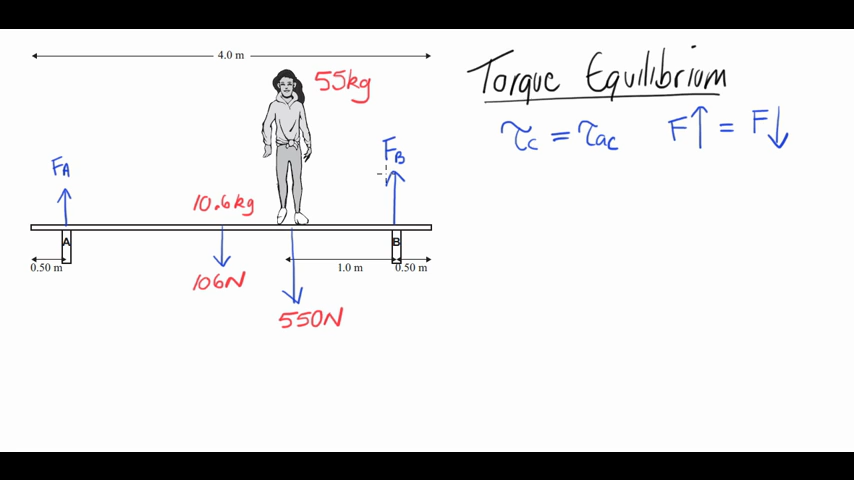 4.0 m
55kg
Torque Equilibrium
τc = τac F↑ = F↓
FA
FB
10.6kg
A
B
0.50 m
1.0 m
0.50 m
106N
550N